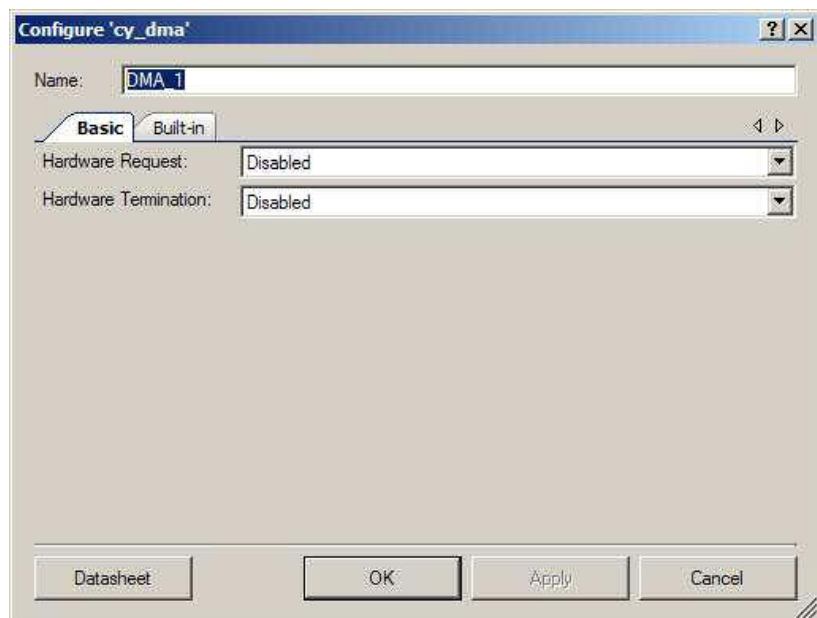 Configure 'cy_dma'
Name: DMA_1
Basic Built-in
Hardware Request: Disabled
Hardware Termination: Disabled
Datasheet OK Apply Cancel